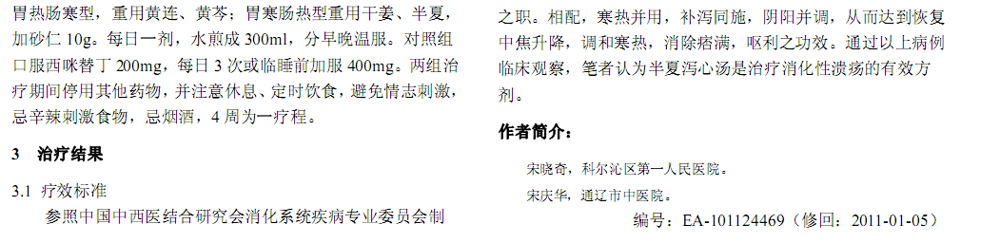 胃热肠寒型，重用黄连、黄芩；胃寒肠热型重用干姜、半夏，
加砂仁 10g。每日一剂，水煎成 300ml，分早晚温服。对照组
口服西咪替丁 200mg，每日 3 次或临睡前加服 400mg。两组治
疗期间停用其他药物，并注意休息、定时饮食，避免情志刺激，
忌辛辣刺激食物，忌烟酒，4 周为一疗程。
3 治疗结果
3.1 疗效标准
参照中国中西医结合研究会消化系统疾病专业委员会制
之职。相配，寒热并用，补泻同施，阴阳并调，从而达到恢复
中焦升降，调和寒热，消除痞满，呕利之功效。通过以上病例
临床观察，笔者认为半夏泻心汤是治疗消化性溃疡的有效方
剂。
作者简介：
宋晓奇，科尔沁区第一人民医院。
宋庆华，通辽市中医院。
编号：EA-101124469（修回：2011-01-05）